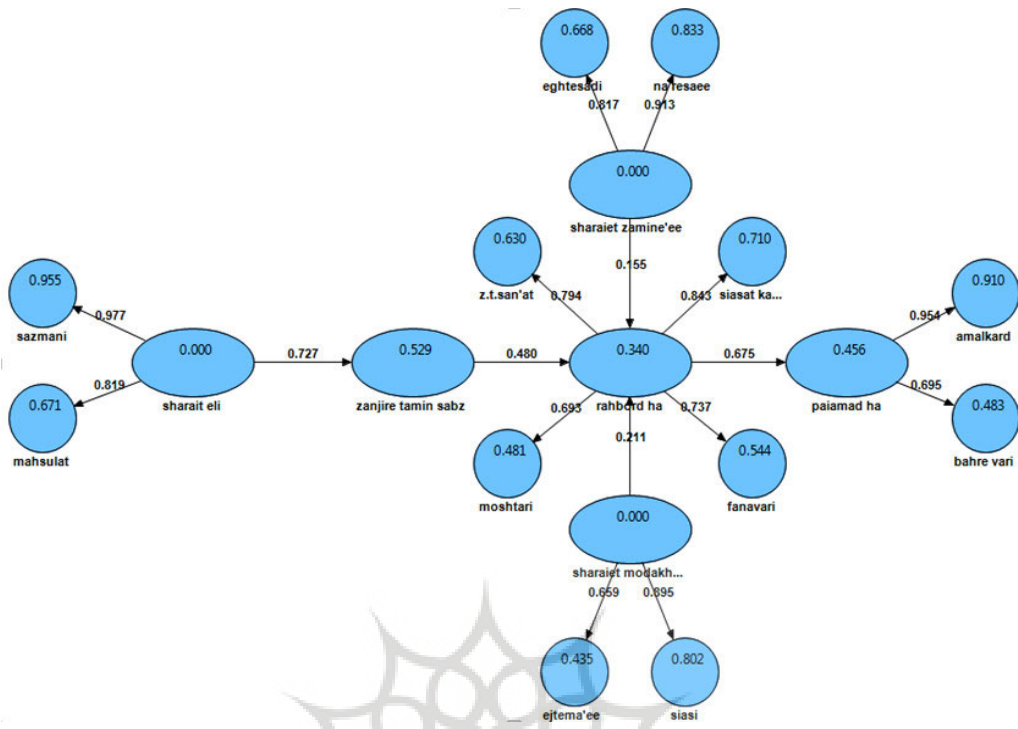 0.668
0.833
eghtesadi
na resaee
0.817
0.913
0.000
sharaiet zamine'ee
0.630
0.710
0.155
z.t.san'at
siasat ka...
0.955
0.910
0.794
0.843
0.977
0.954
sazmani
amalkard
0.000
0.727
0.529
0.480
0.340
0.675
0.456
sharait eli
zanjire tamin sabz
rahbord ha
paiamad ha
0.819
0.695
0.671
0.693
0.737
0.483
mahsulat
0.211
bahre vari
0.481
0.544
moshtari
fanavari
0.000
sharaiet modakh...
0.659
0.895
0.435
0.802
ejtema'ee
siasi